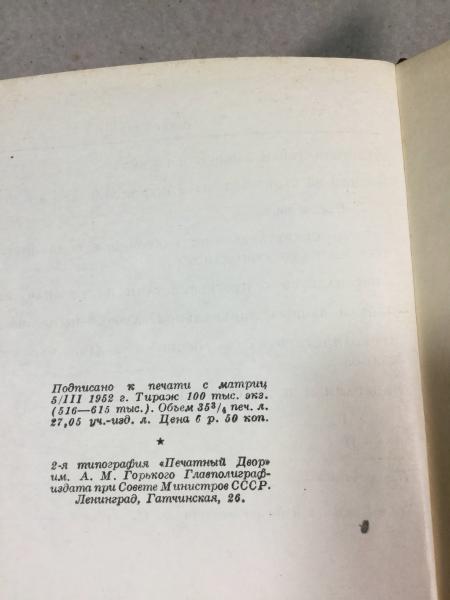 Подписано к печати с матриц
5/III 1952 г. Тираж 100 тыс. экз.
(516—615 тыс.). Объем 35³/₄ печ. л.
27,05 уч.-изд. л. Цена 6 р. 50 коп.
★
2-я типография «Печатный Двор»
им. А. М. Горького Главполиграф-
издата при Совете Министров СССР.
Ленинград, Гатчинская, 26.